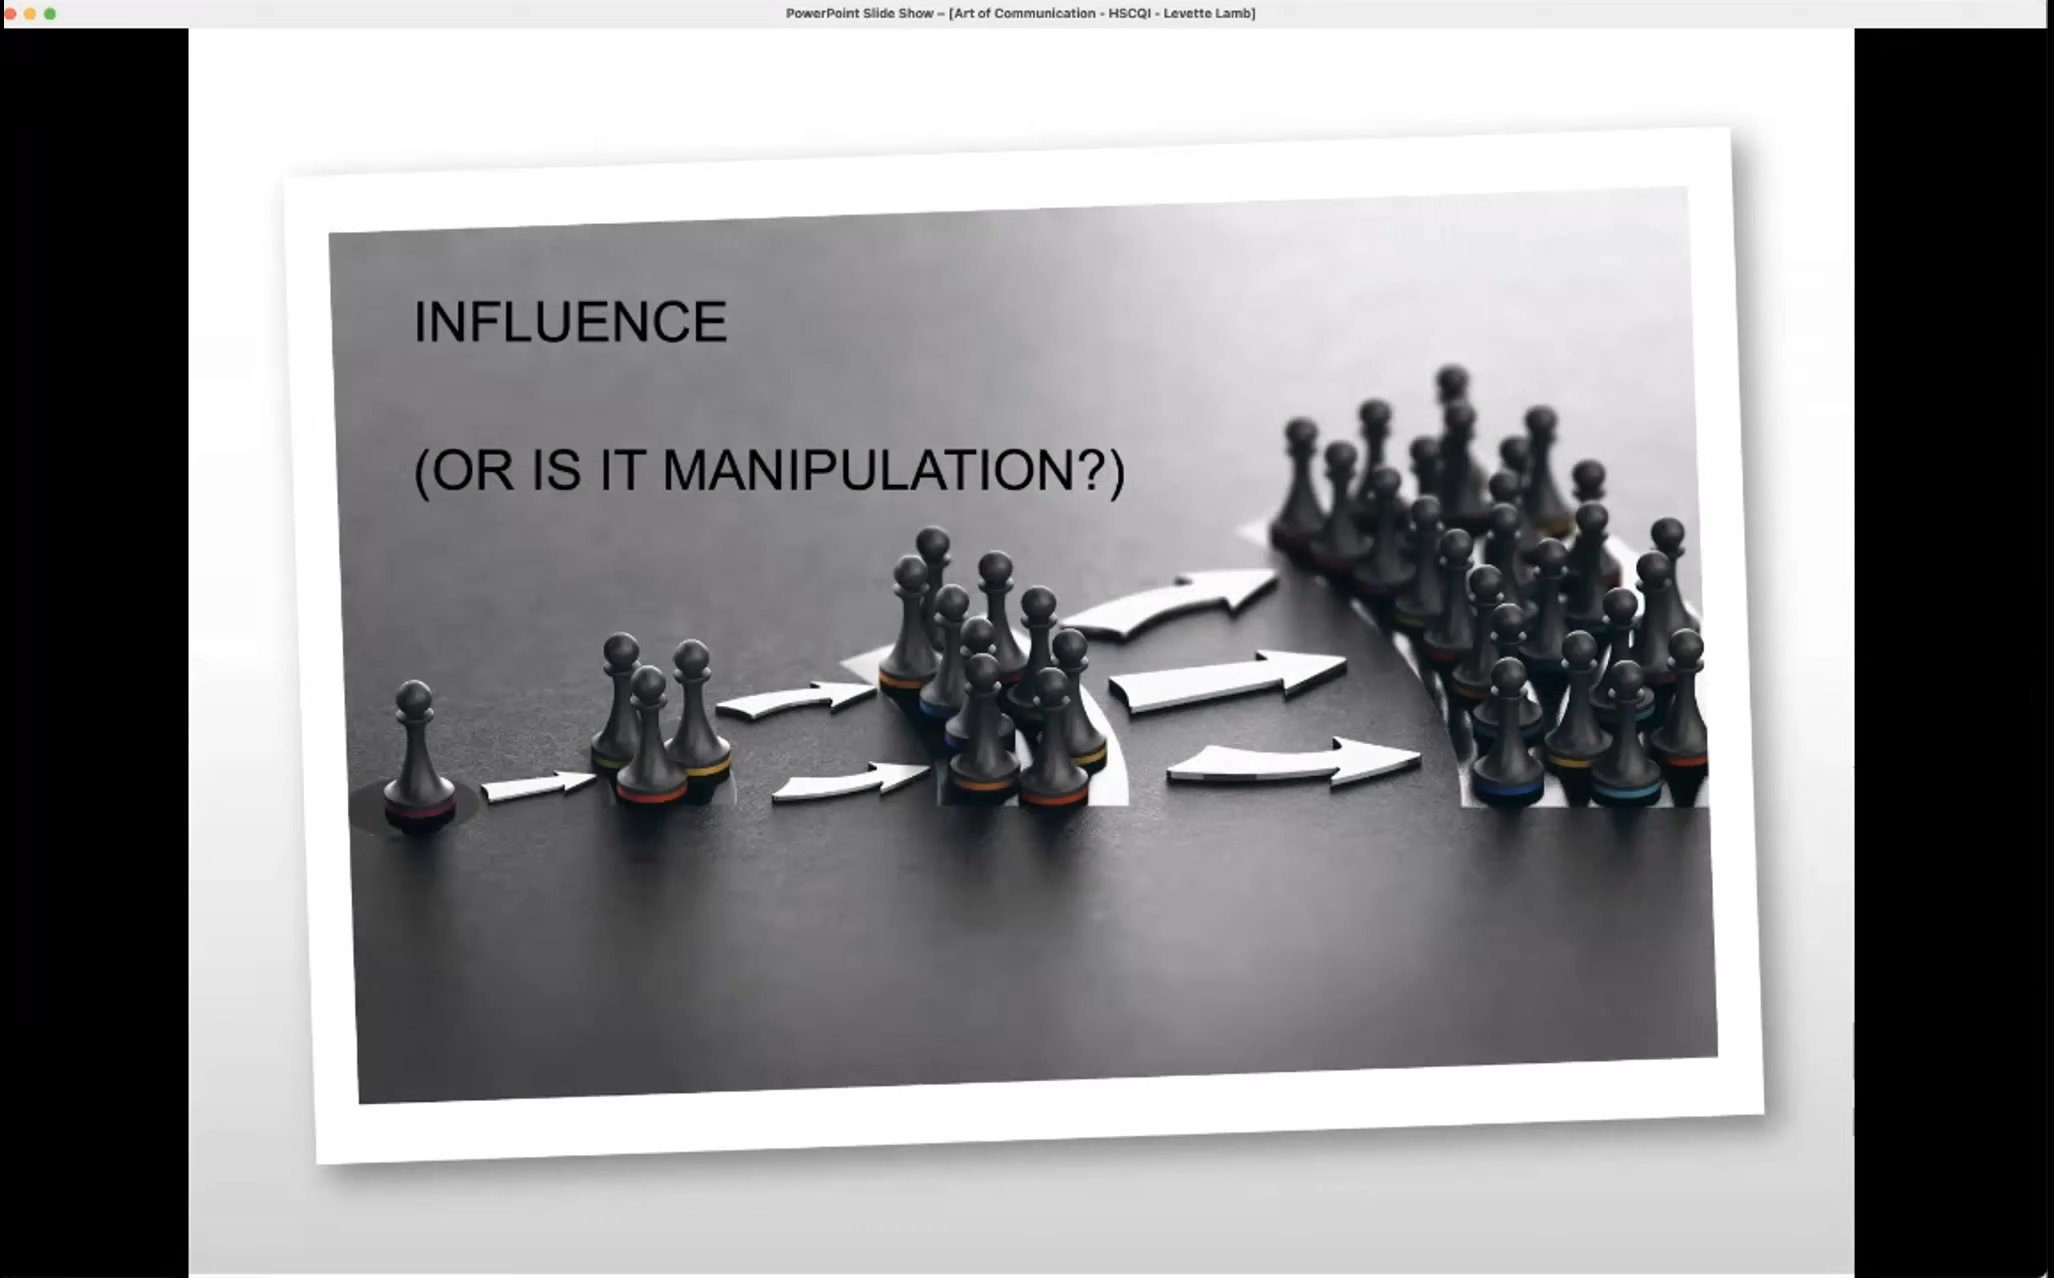 PowerPoint Slide Show – [Art of Communication - HSCQI - Levette Lamb]
INFLUENCE
(OR IS IT MANIPULATION?)